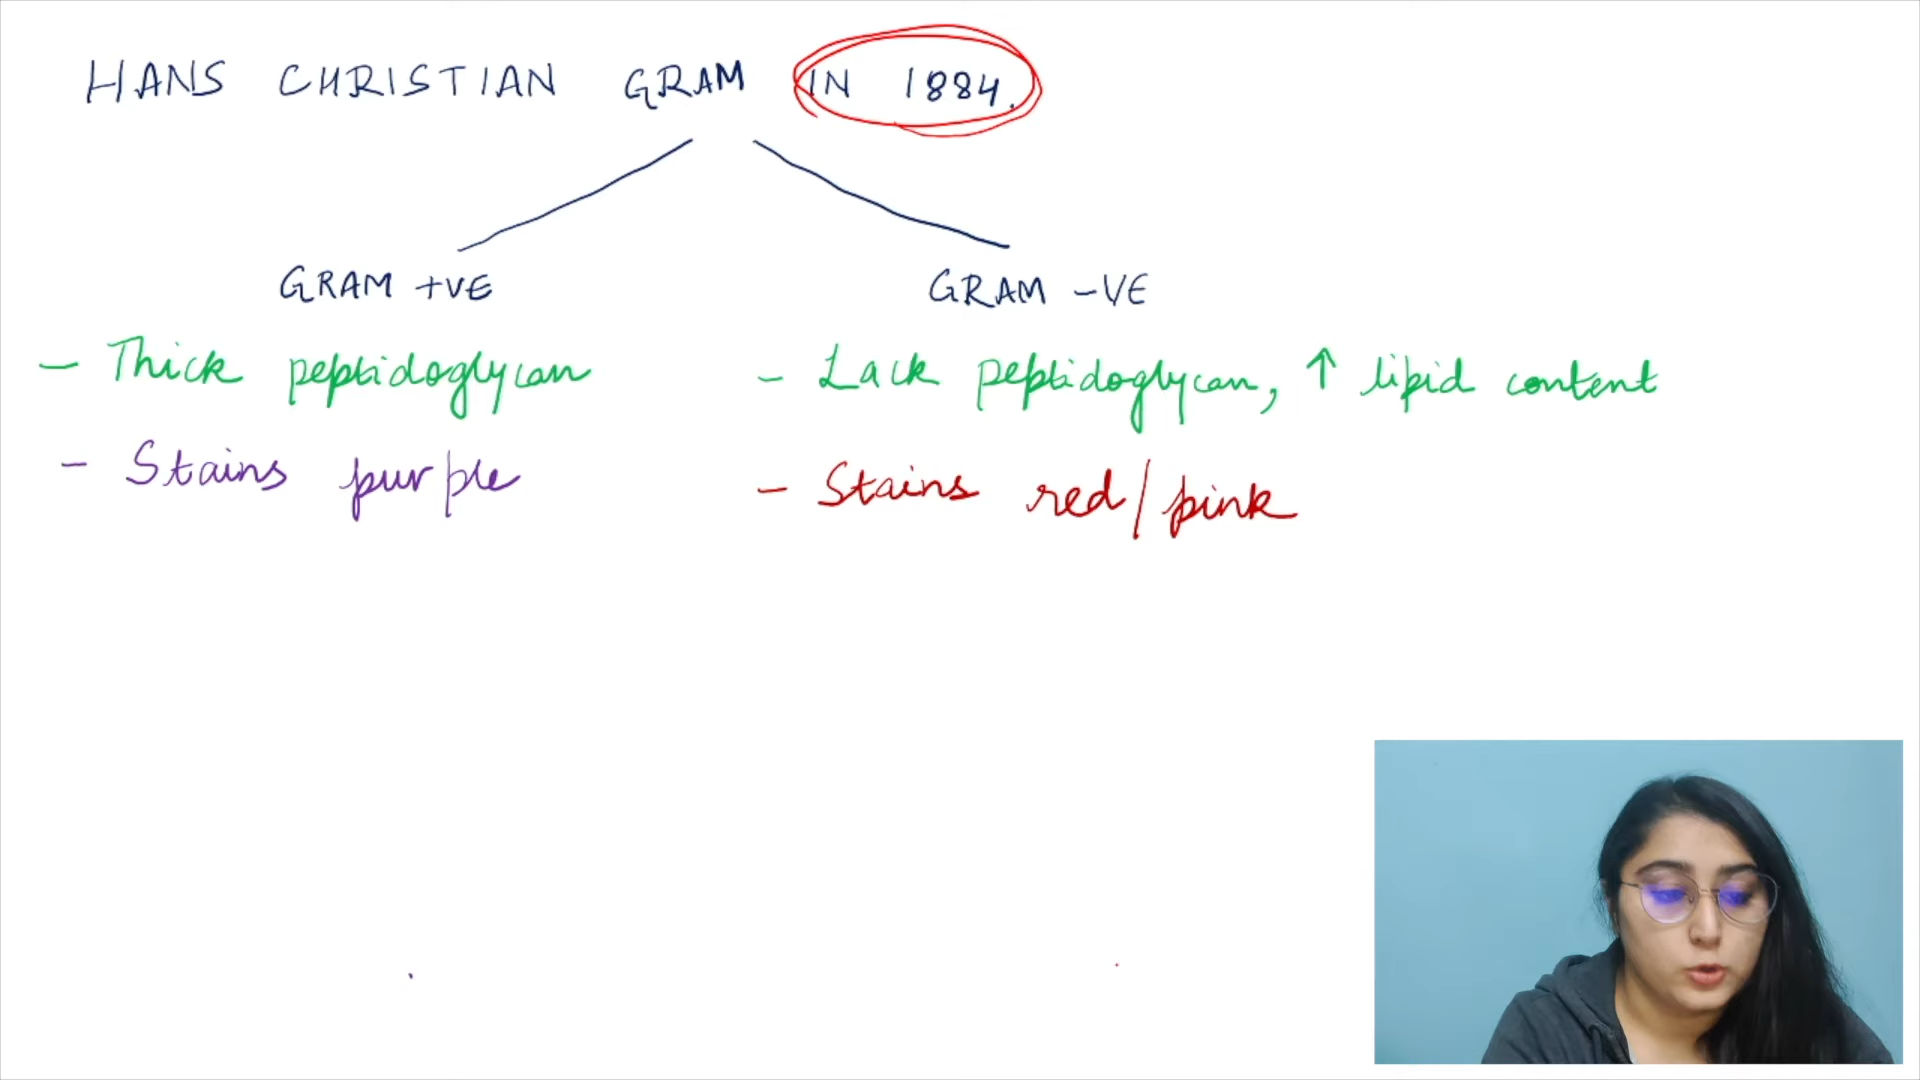 HANS CHRISTIAN GRAM IN 1884.
GRAM +VE
GRAM -VE
- Thick peptidoglycan
- Lack peptidoglycan, ↑ lipid content
- Stains purple
- Stains red/pink